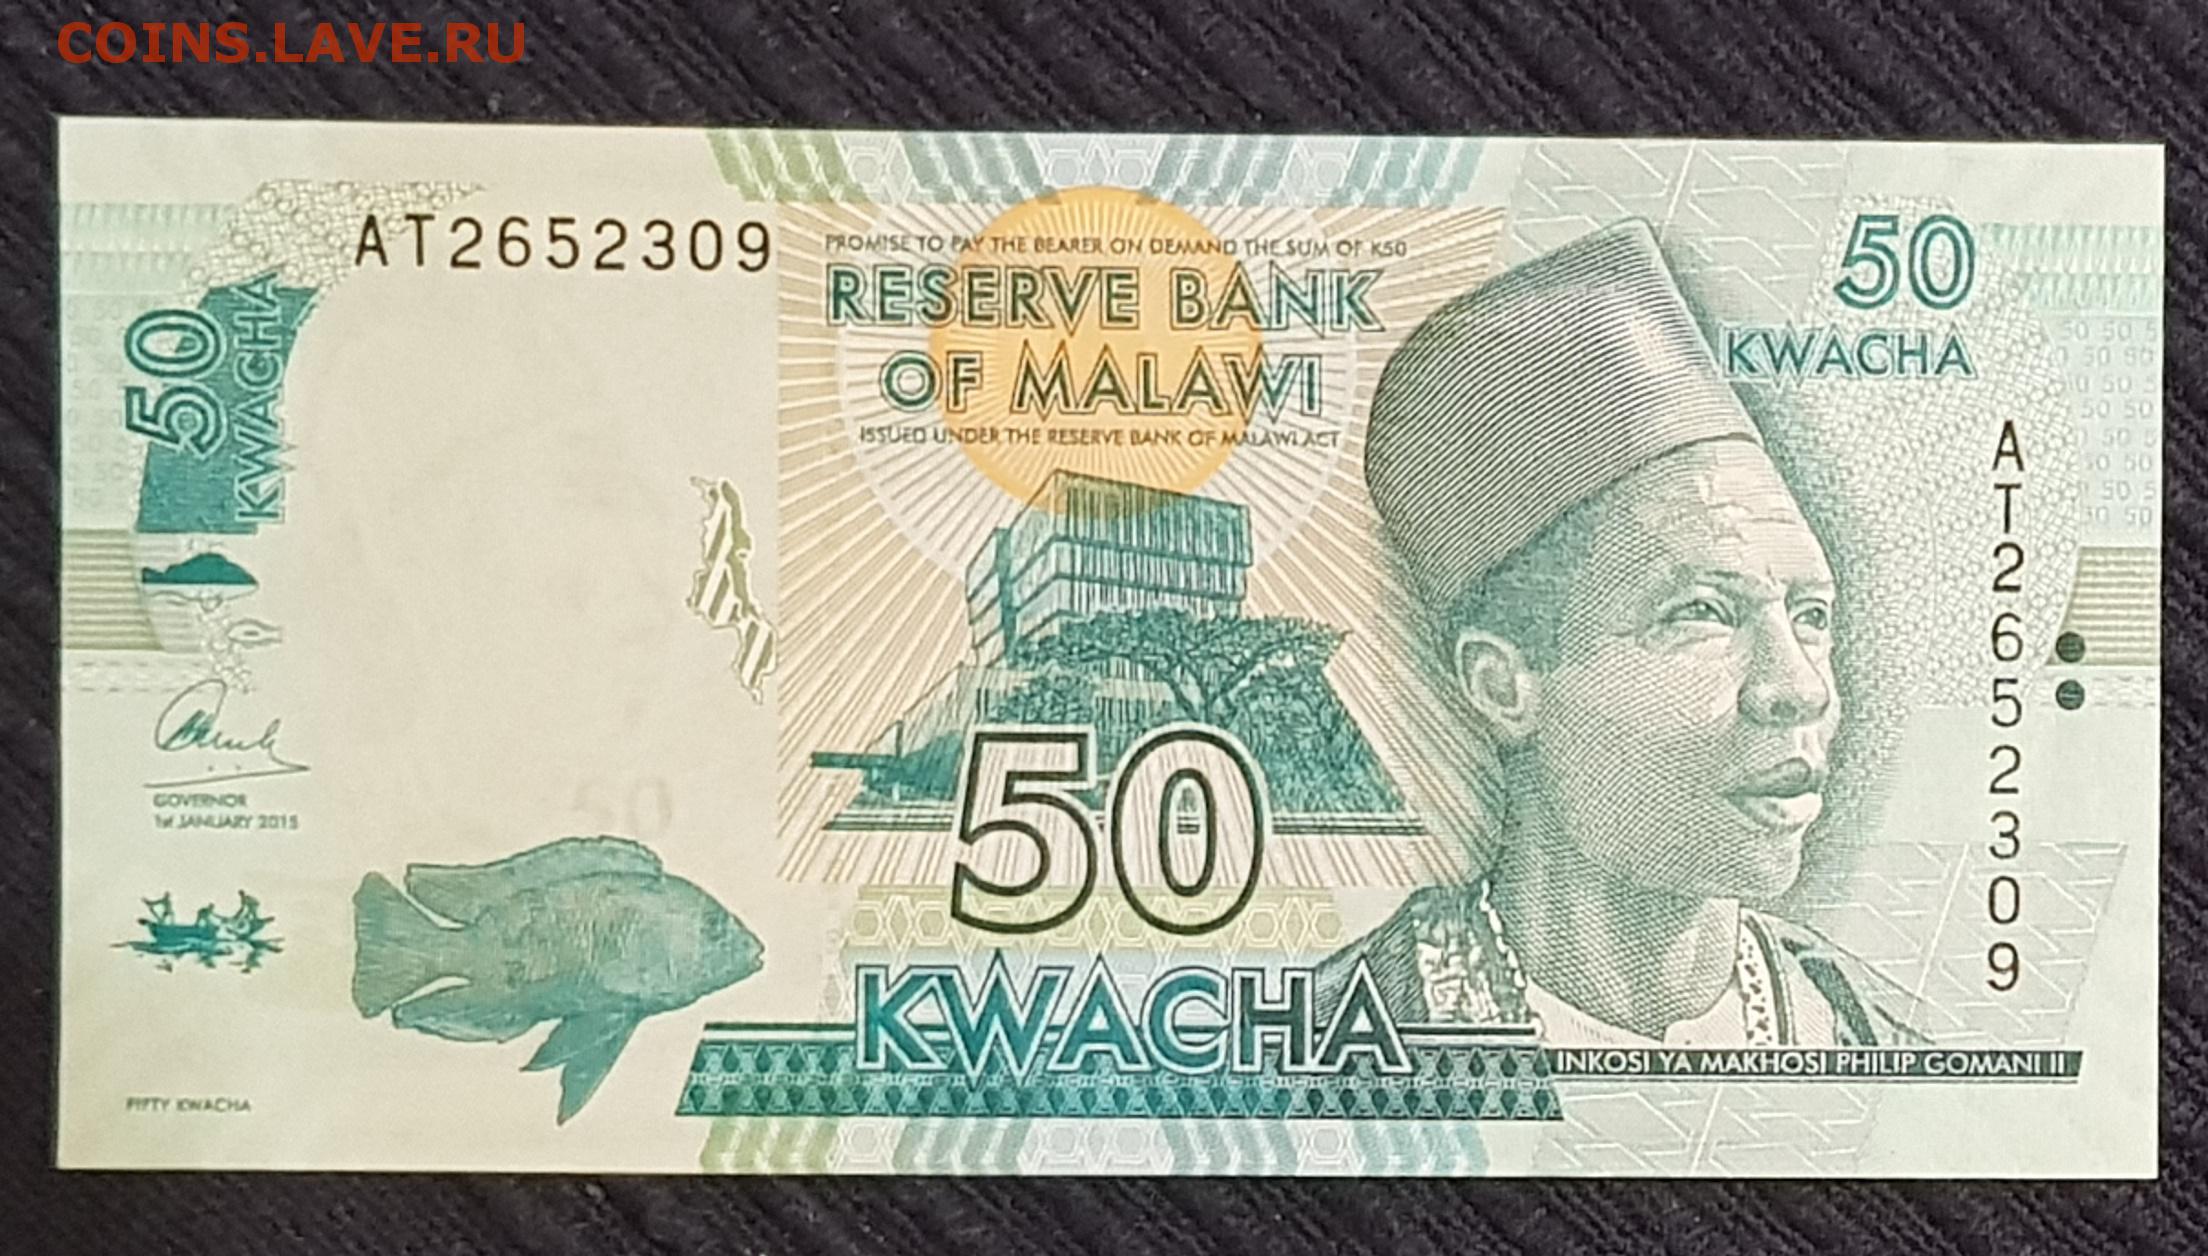 COINS.LAVE.RU
AT2652309
PROMISE TO PAY THE BEARER ON DEMAND THE SUM OF K50
RESERVE BANK
OF MALAWI
ISSUED UNDER THE RESERVE BANK OF MALAWI ACT
50
KWACHA
50
KWACHA
AT2652309
GOVERNOR
1st JANUARY 2015
50
50
KWACHA
INKOSI YA MAKHOSI PHILIP GOMANI II
FIFTY KWACHA